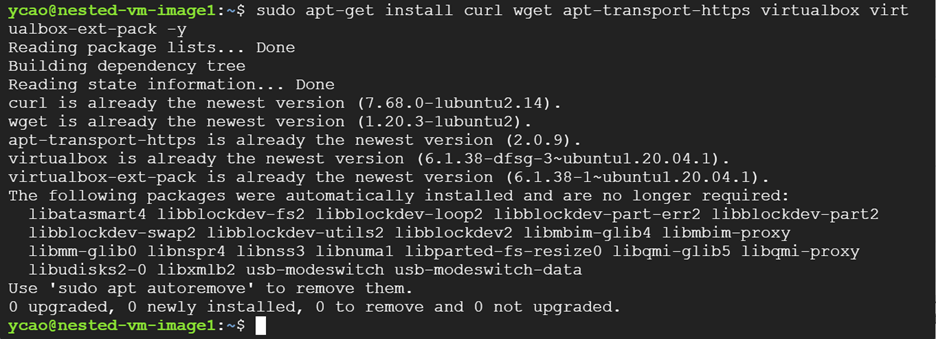 ycao@nested-vm-image1:~$ sudo apt-get install curl wget apt-transport-https virtualbox virt
ualbox-ext-pack -y
Reading package lists... Done
Building dependency tree
Reading state information... Done
curl is already the newest version (7.68.0-1ubuntu2.14).
wget is already the newest version (1.20.3-1ubuntu2).
apt-transport-https is already the newest version (2.0.9).
virtualbox is already the newest version (6.1.38-dfsg-3~ubuntu1.20.04.1).
virtualbox-ext-pack is already the newest version (6.1.38-1~ubuntu1.20.04.1).
The following packages were automatically installed and are no longer required:
  libatasmart4 libblockdev-fs2 libblockdev-loop2 libblockdev-part-err2 libblockdev-part2
  libblockdev-swap2 libblockdev-utils2 libblockdev2 libmbim-glib4 libmbim-proxy
  libmm-glib0 libnspr4 libnss3 libnuma1 libparted-fs-resize0 libqmi-glib5 libqmi-proxy
  libudisks2-0 libxmlb2 usb-modeswitch usb-modeswitch-data
Use 'sudo apt autoremove' to remove them.
0 upgraded, 0 newly installed, 0 to remove and 0 not upgraded.
ycao@nested-vm-image1:~$